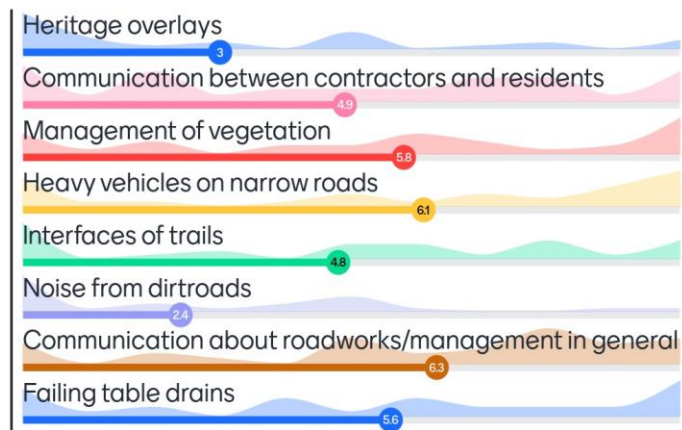 Heritage overlays
3
Communication between contractors and residents
4.9
Management of vegetation
5.8
Heavy vehicles on narrow roads
6.1
Interfaces of trails
4.8
Noise from dirtroads
2.4
Communication about roadworks/management in general
6.3
Failing table drains
5.6